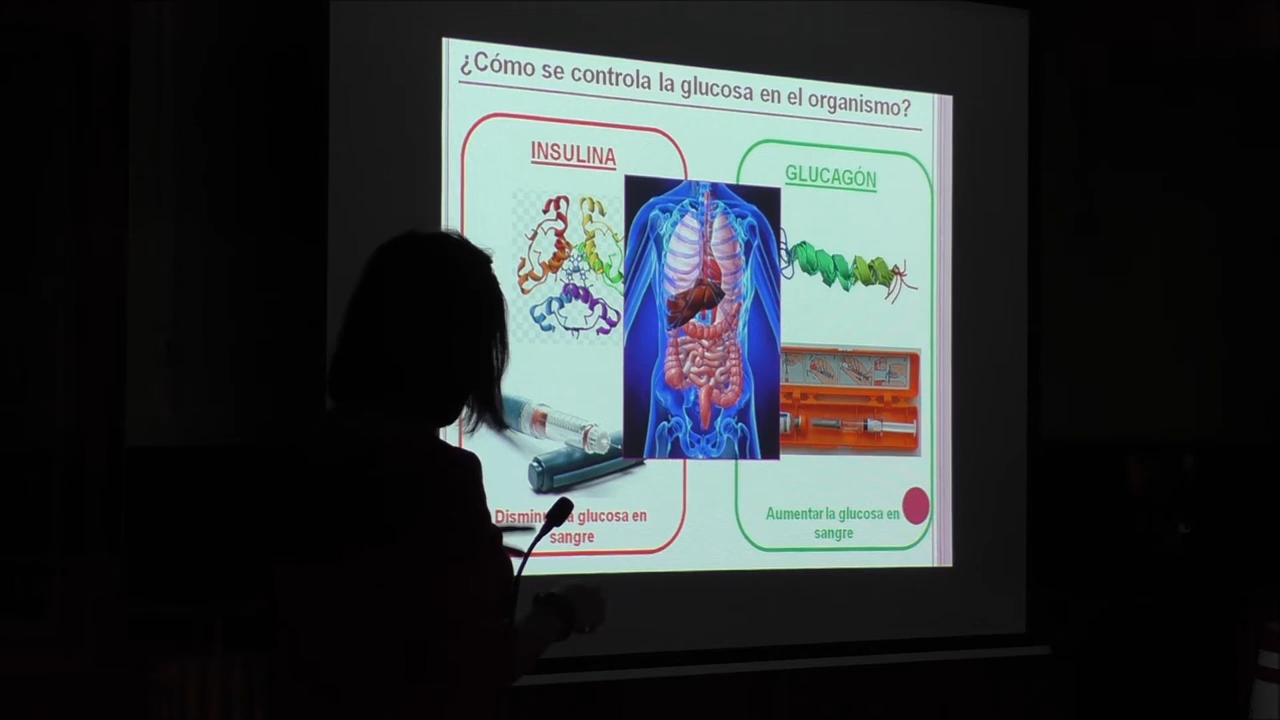 ¿Cómo se controla la glucosa en el organismo?
INSULINA
GLUCAGÓN
glucosa en
sangre
Aumentar la glucosa en
sangre